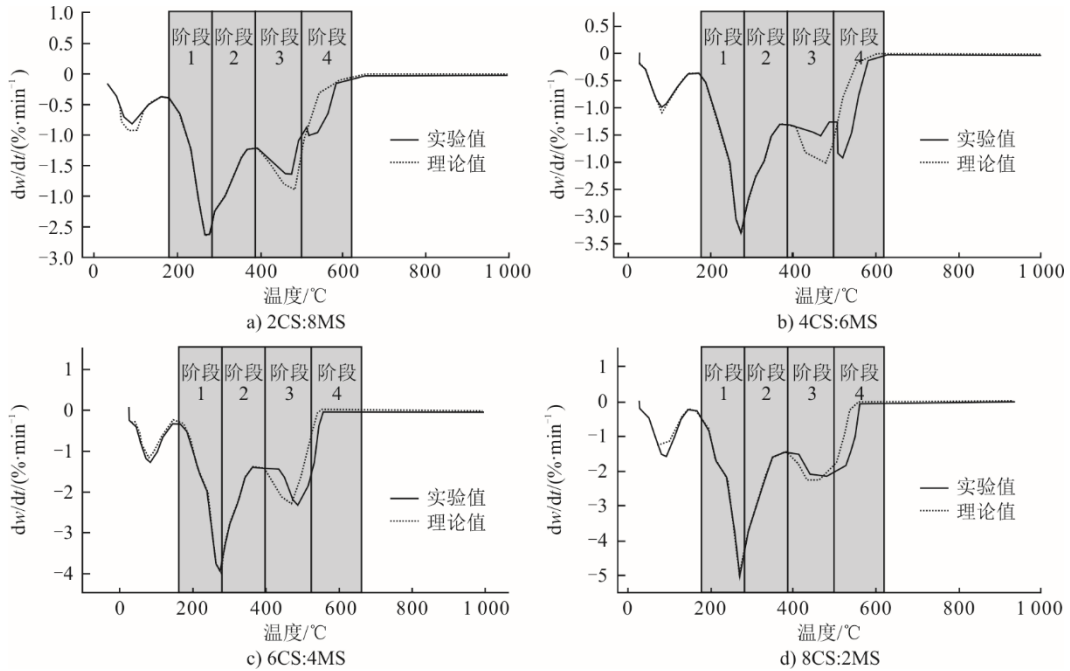 1.0
0.5
0
−0.5
−1.0
−1.5
−2.0
−2.5
−3.0
dw/dt/(%·min⁻¹)
阶段 阶段 阶段 阶段
1 2 3 4
实验值
理论值
0 200 400 600 800 1 000
温度/℃
a) 2CS:8MS
0.5
0
−0.5
−1.0
−1.5
−1.0
−2.5
−3.0
−3.5
dw/dt/(%·min⁻¹)
阶段 阶段 阶段 阶段
1 2 3 4
实验值
理论值
0 200 400 600 800 1 000
温度/℃
b) 4CS:6MS
1
0
−1
−2
−3
−4
dw/dt/(%·min⁻¹)
阶段 阶段 阶段 阶段
1 2 3 4
实验值
理论值
0 200 400 600 800 1 000
温度/℃
c) 6CS:4MS
1
0
−1
−2
−3
−4
−5
dw/dt/(%·min⁻¹)
阶段 阶段 阶段 阶段
1 2 3 4
实验值
理论值
0 200 400 600 800 1 000
温度/℃
d) 8CS:2MS